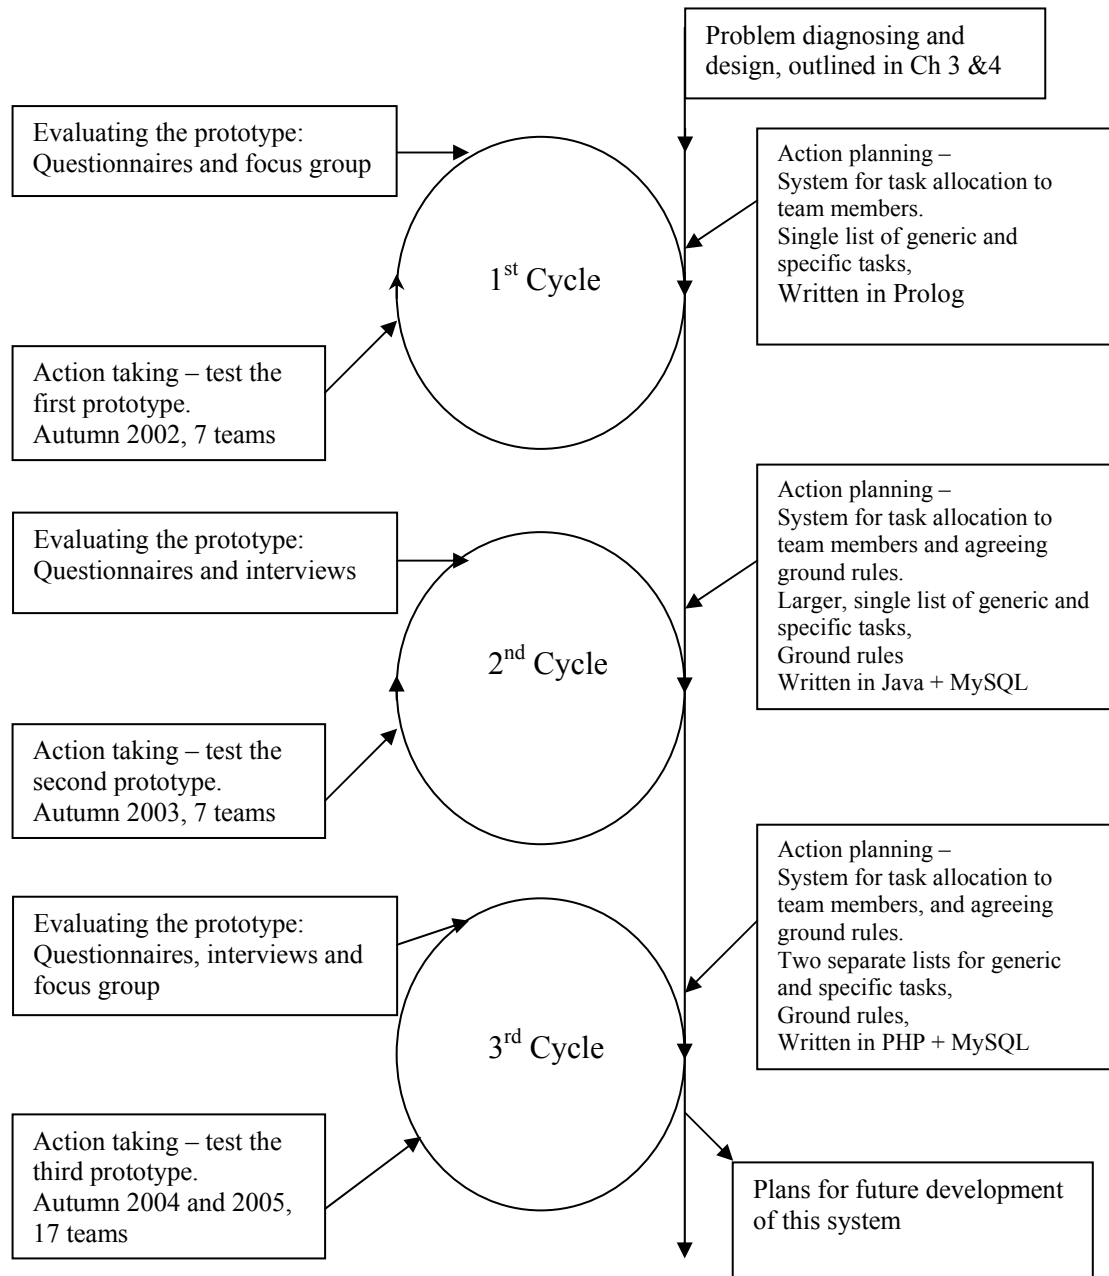 Problem diagnosing and
design, outlined in Ch 3 &4
Evaluating the prototype:
Questionnaires and focus group
Action planning –
System for task allocation to
team members.
Single list of generic and
specific tasks,
Written in Prolog
1st Cycle
Action taking – test the
first prototype.
Autumn 2002, 7 teams
Action planning –
System for task allocation to
team members and agreeing
ground rules.
Larger, single list of generic and
specific tasks,
Ground rules
Written in Java + MySQL
Evaluating the prototype:
Questionnaires and interviews
2nd Cycle
Action taking – test the
second prototype.
Autumn 2003, 7 teams
Action planning –
System for task allocation to
team members, and agreeing
ground rules.
Two separate lists for generic
and specific tasks,
Ground rules,
Written in PHP + MySQL
Evaluating the prototype:
Questionnaires, interviews and
focus group
3rd Cycle
Action taking – test the
third prototype.
Autumn 2004 and 2005,
17 teams
Plans for future development
of this system